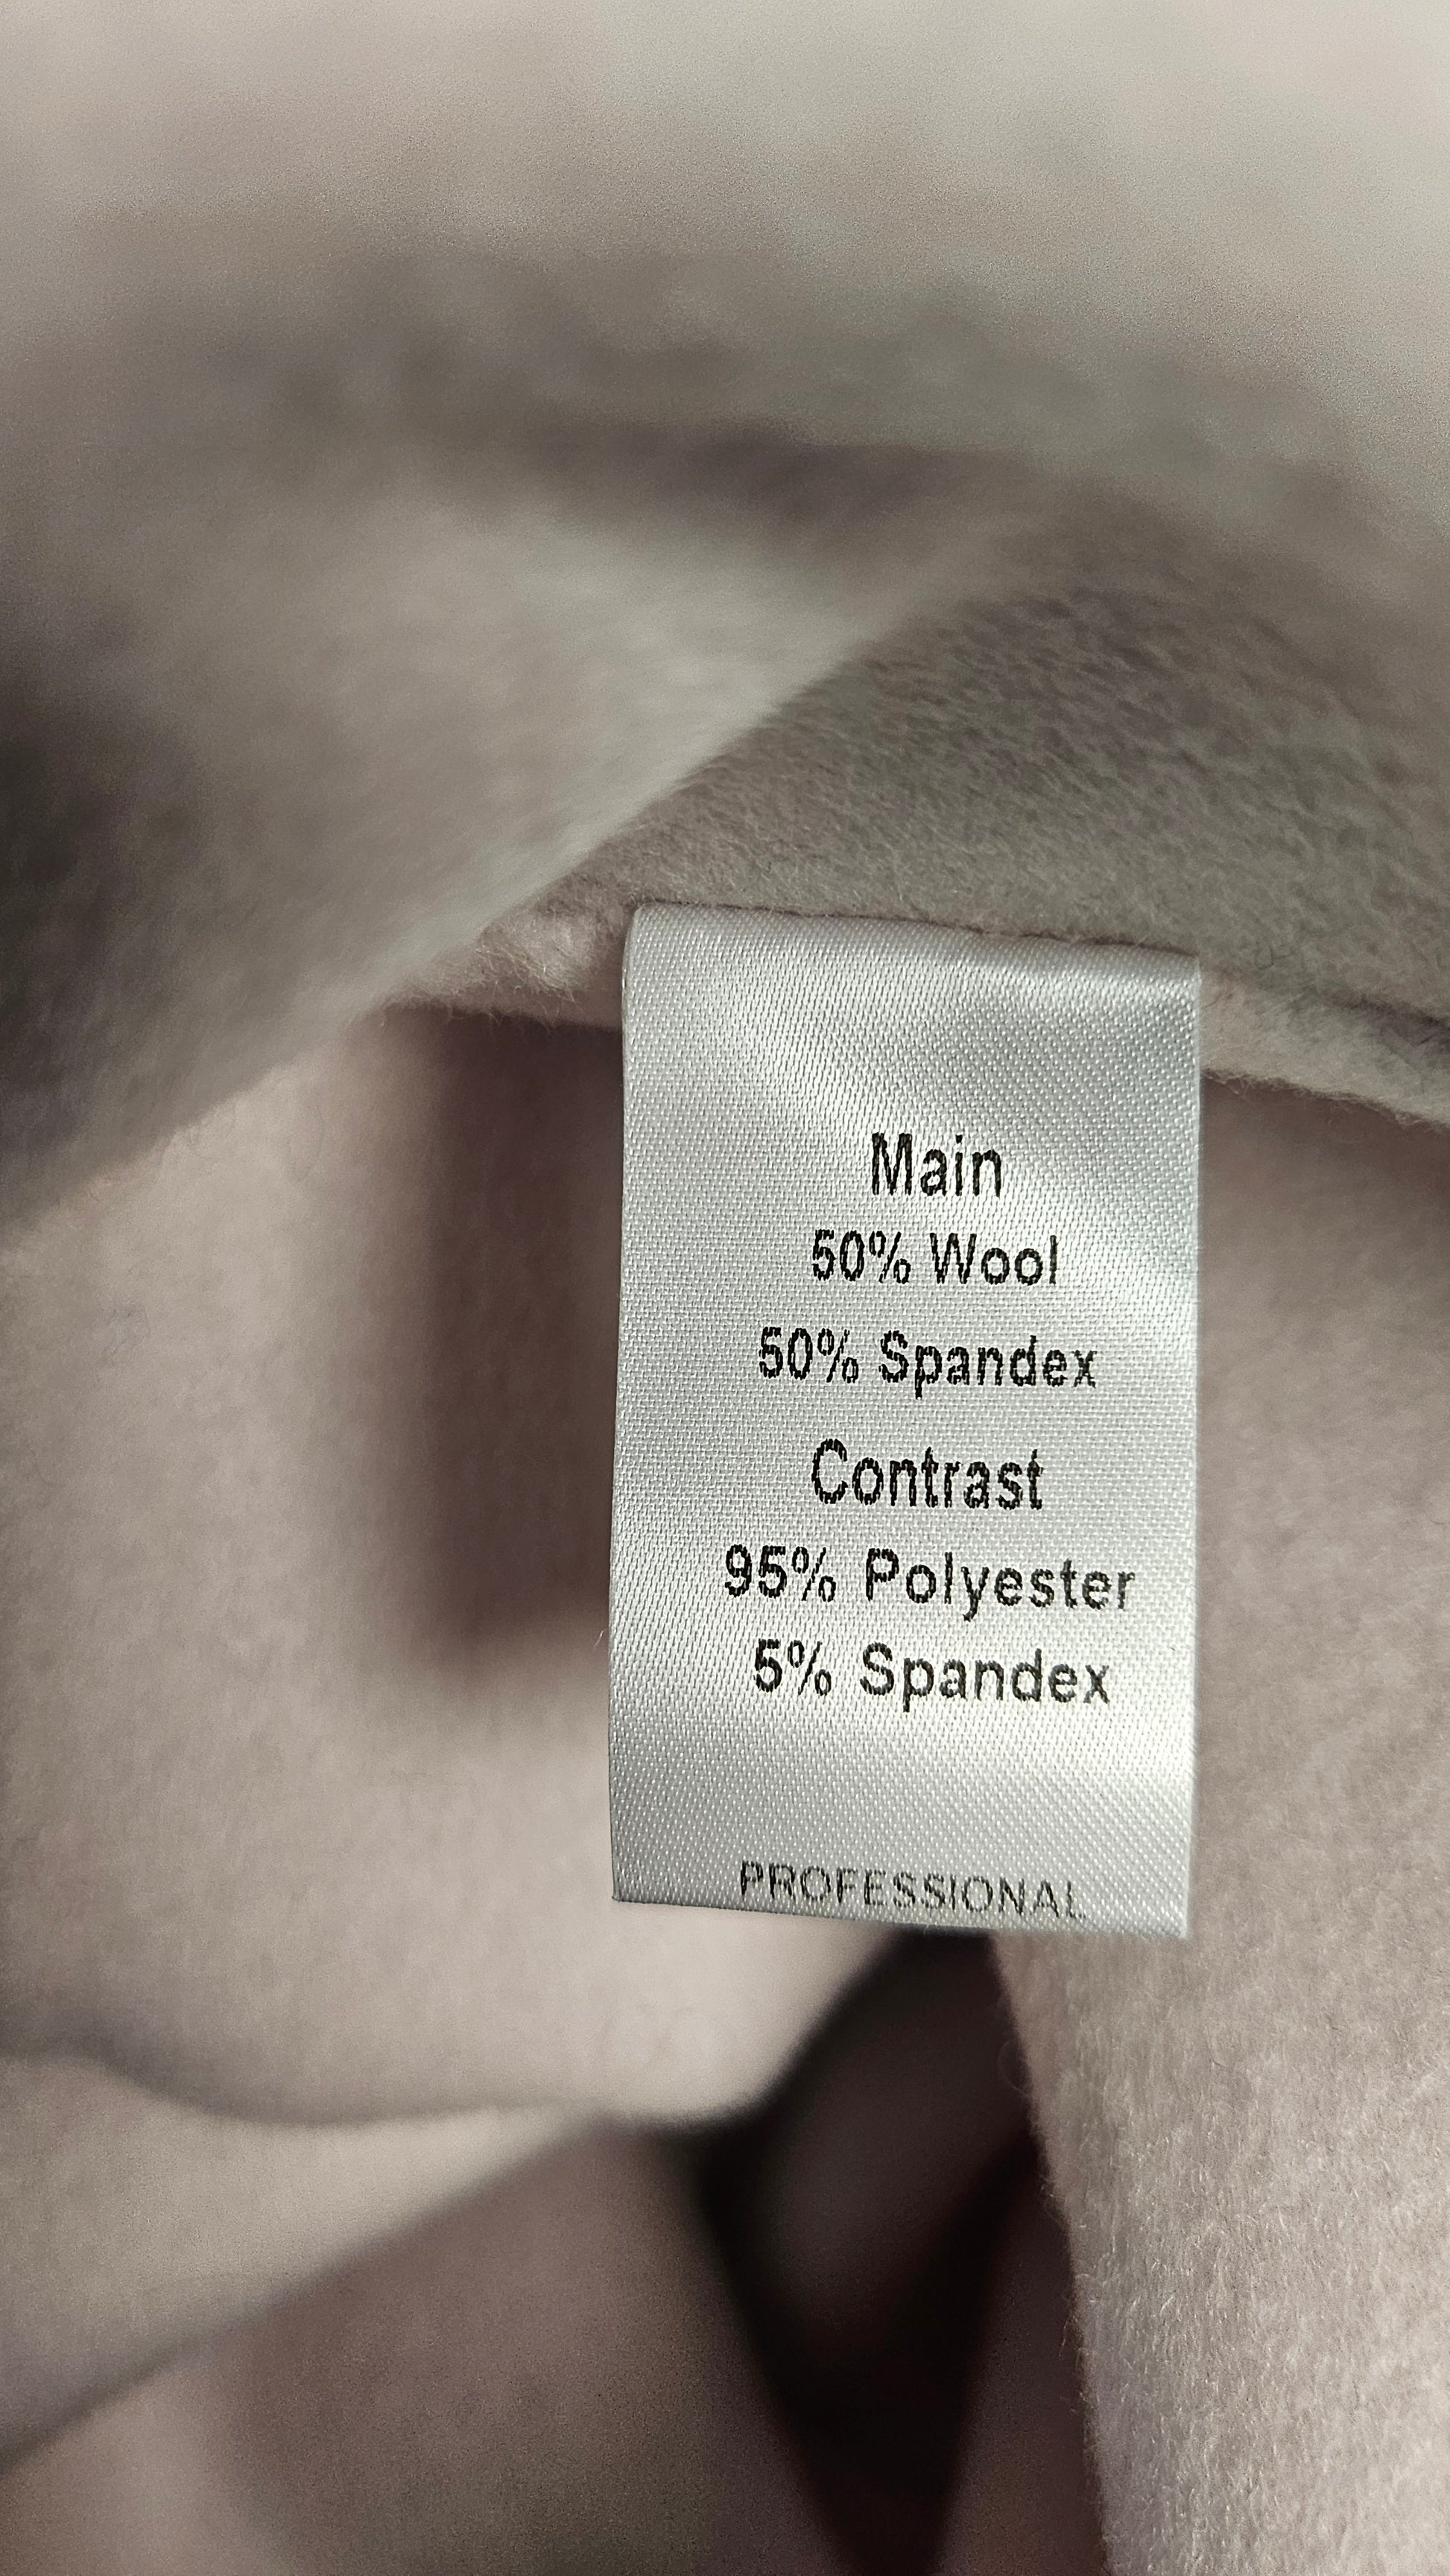 Main
50% Wool
50% Spandex
Contrast
95% Polyester
5% Spandex
PROFESSIONAL